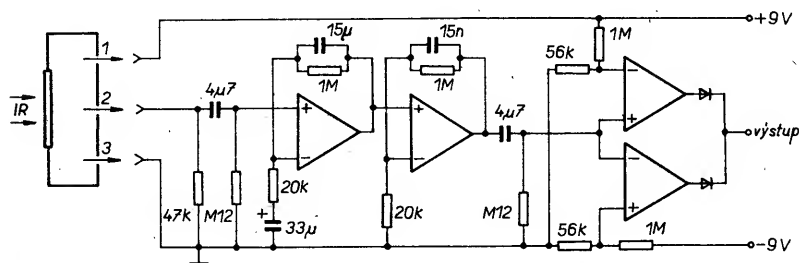 15µ
15n
+9V
1M
1
56k
1M
1M
2
4µ7
IR
4µ7
výstup
3
20k
20k
47k
M12
M12
33µ
56k
1M
-9V